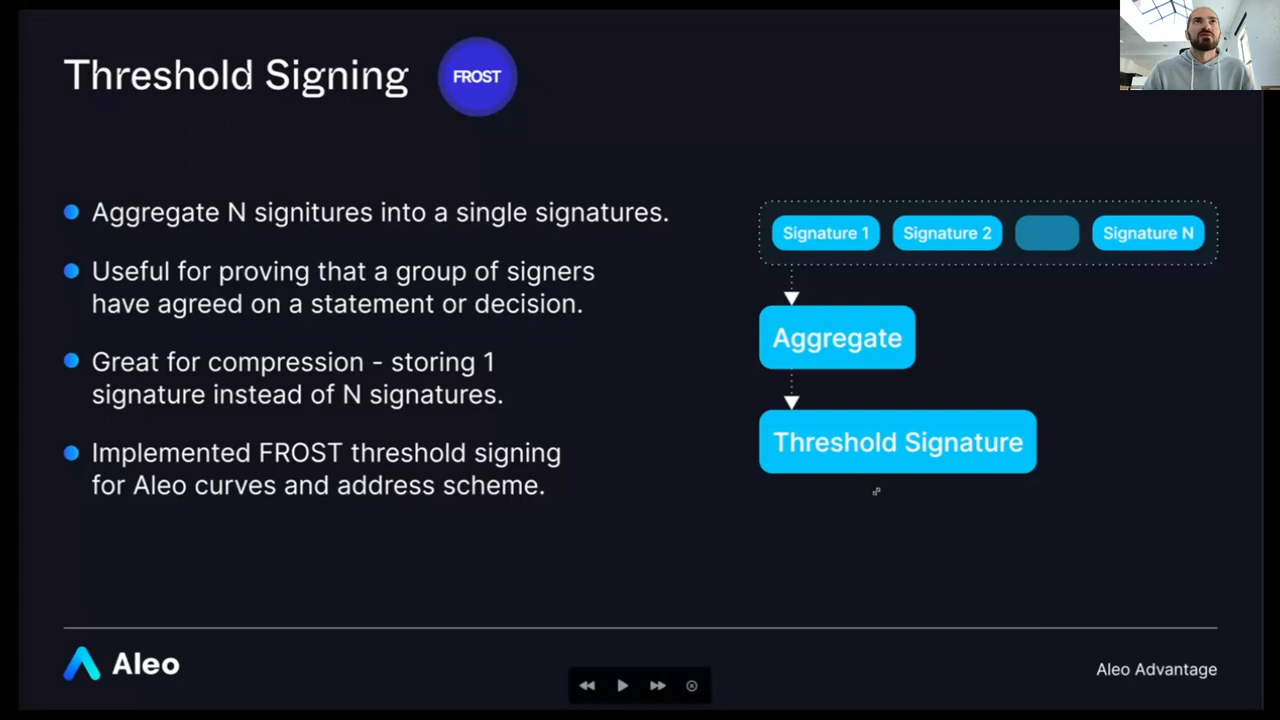 Threshold Signing
FROST
Aggregate N signitures into a single signatures.
Useful for proving that a group of signers
have agreed on a statement or decision.
Great for compression - storing 1
signature instead of N signatures.
Implemented FROST threshold signing
for Aleo curves and address scheme.
Signature 1
Signature 2
Signature N
Aggregate
Threshold Signature
Aleo
Aleo Advantage